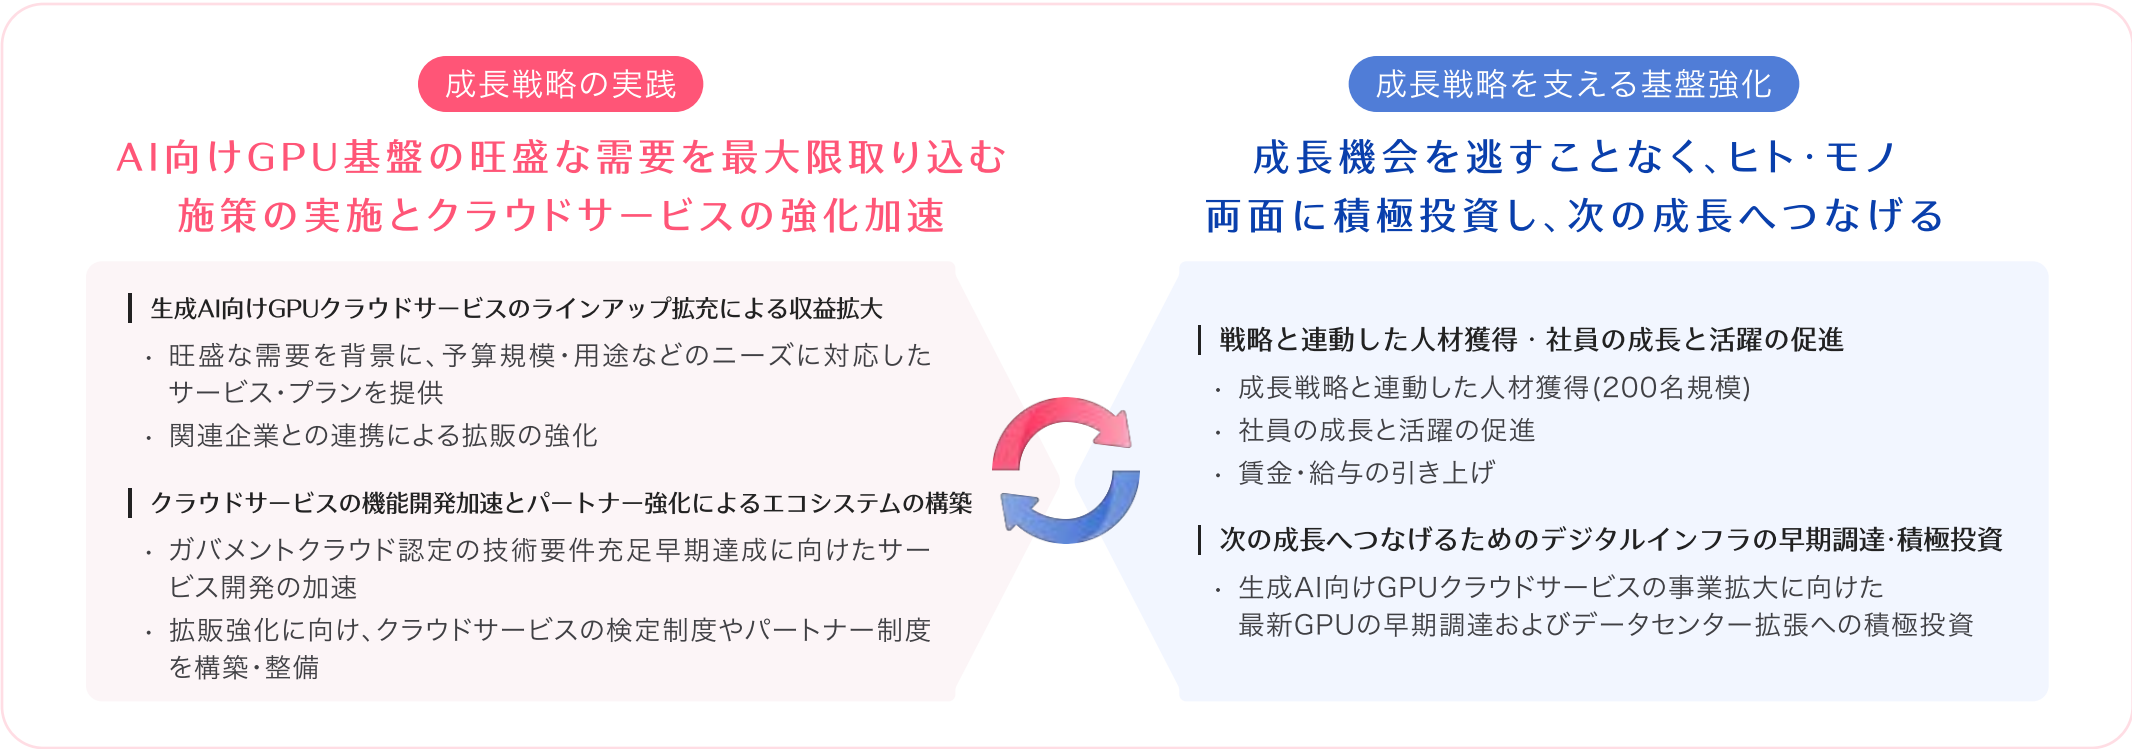 成長戦略の実践
AI向けGPU基盤の旺盛な需要を最大限取り込む
施策の実施とクラウドサービスの強化加速
生成AI向けGPUクラウドサービスのラインアップ拡充による収益拡大
・ 旺盛な需要を背景に、予算規模・用途などのニーズに対応した
サービス・プランを提供
・ 関連企業との連携による拡販の強化
クラウドサービスの機能開発加速とパートナー強化によるエコシステムの構築
・ ガバメントクラウド認定の技術要件充足早期達成に向けたサー
ビス開発の加速
・ 拡販強化に向け、クラウドサービスの検定制度やパートナー制度
を構築・整備
成長戦略を支える基盤強化
成長機会を逃すことなく、ヒト・モノ
両面に積極投資し、次の成長へつなげる
戦略と連動した人材獲得・社員の成長と活躍の促進
・ 成長戦略と連動した人材獲得(200名規模)
・ 社員の成長と活躍の促進
・ 賃金・給与の引き上げ
次の成長へつなげるためのデジタルインフラの早期調達・積極投資
・ 生成AI向けGPUクラウドサービスの事業拡大に向けた
最新GPUの早期調達およびデータセンター拡張への積極投資